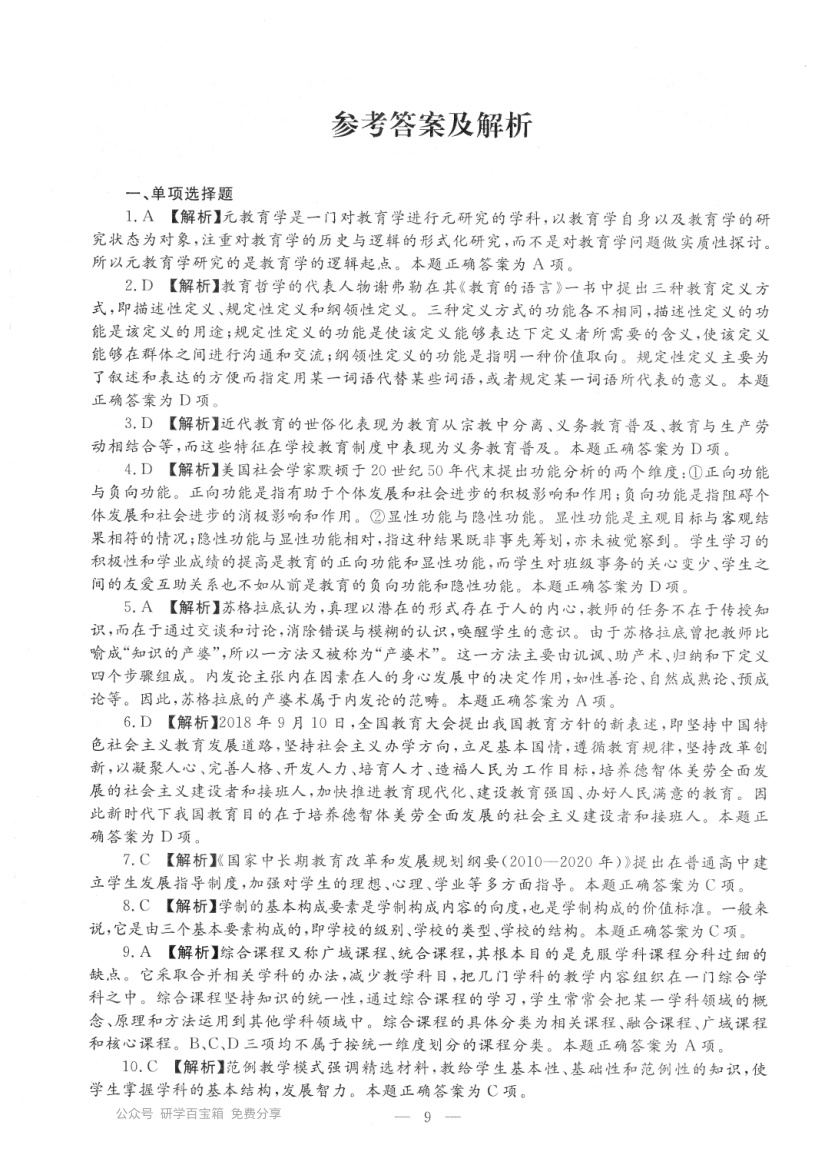 参考答案及解析
一、单项选择题
1. A 【解析】元教育学是一门对教育学进行元研究的学科,以教育学自身以及教育学的研
究状态为对象,注重对教育学的历史与逻辑的形式化研究,而不是对教育学问题做实质性探讨。
所以元教育学研究的是教育学的逻辑起点。本题正确答案为 A 项。
2. D 【解析】教育哲学的代表人物谢弗勒在其《教育的语言》一书中提出三种教育定义方
式,即描述性定义、规定性定义和纲领性定义。三种定义方式的功能各不相同,描述性定义的功
能是该定义的用途;规定性定义的功能是使该定义能够表达下定义者所需要的含义,使该定义
能够在群体之间进行沟通和交流;纲领性定义的功能是指明一种价值取向。规定性定义主要为
了叙述和表达的方便而指定用某一词语代替某些词语,或者规定某一词语所代表的意义。本题
正确答案为 D 项。
3. D 【解析】近代教育的世俗化表现为教育从宗教中分离、义务教育普及、教育与生产劳
动相结合等,而这些特征在学校教育制度中表现为义务教育普及。本题正确答案为 D 项。
4. D 【解析】美国社会学家默顿于 20 世纪 50 年代末提出功能分析的两个维度:①正向功能
与负向功能。正向功能是指有助于个体发展和社会进步的积极影响和作用;负向功能是指阻碍个
体发展和社会进步的消极影响和作用。②显性功能与隐性功能。显性功能是主观目标与客观结
果相符的情况;隐性功能与显性功能相对,指这种结果既非事先筹划,亦未被觉察到。学生学习的
积极性和学业成绩的提高是教育的正向功能和显性功能,而学生对班级事务的关心变少、学生之
间的友爱互助关系也不如从前是教育的负向功能和隐性功能。本题正确答案为 D 项。
5. A 【解析】苏格拉底认为,真理以潜在的形式存在于人的内心,教师的任务不在于传授知
识,而在于通过交谈和讨论,消除错误与模糊的认识,唤醒学生的意识。由于苏格拉底曾把教师比
喻成“知识的产婆”,所以一方法又被称为“产婆术”。这一方法主要由讥讽、助产术、归纳和下定义
四个步骤组成。内发论主张内在因素在人的身心发展中的决定作用,如性善论、自然成熟论、预成
论等。因此,苏格拉底的产婆术属于内发论的范畴。本题正确答案为 A 项。
6. D 【解析】2018 年 9 月 10 日,全国教育大会提出我国教育方针的新表述,即坚持中国特
色社会主义教育发展道路,坚持社会主义办学方向,立足基本国情,遵循教育规律,坚持改革创
新,以凝聚人心、完善人格、开发人力、培育人才、造福人民为工作目标,培养德智体美劳全面发
展的社会主义建设者和接班人,加快推进教育现代化、建设教育强国、办好人民满意的教育。因
此新时代下我国教育目的在于培养德智体美劳全面发展的社会主义建设者和接班人。本题正
确答案为 D 项。
7. C 【解析】《国家中长期教育改革和发展规划纲要(2010—2020 年)》提出在普通高中建
立学生发展指导制度,加强对学生的理想、心理、学业等多方面指导。本题正确答案为 C 项。
8. C 【解析】学制的基本构成要素是学制构成内容的向度,也是学制构成的价值标准。一般来
说,它是由三个基本要素构成的,即学校的级别、学校的类型、学校的结构。本题正确答案为 C 项。
9. A 【解析】综合课程又称广域课程、统合课程,其根本目的是克服学科课程分科过细的
缺点。它采取合并相关学科的办法,减少教学科目,把几门学科的教学内容组织在一门综合学
科之中。综合课程坚持知识的统一性,通过综合课程的学习,学生常常会把某一学科领域的概
念、原理和方法运用到其他学科领域中。综合课程的具体分类为相关课程、融合课程、广域课程
和核心课程。B、C、D 三项均不属于按统一维度划分的课程分类。本题正确答案为 A 项。
10. C 【解析】范例教学模式强调精选材料,教给学生基本性、基础性和范例性的知识,使
学生掌握学科的基本结构,发展智力。本题正确答案为 C 项。
公众号 研学百宝箱 免费分享
— 9 —